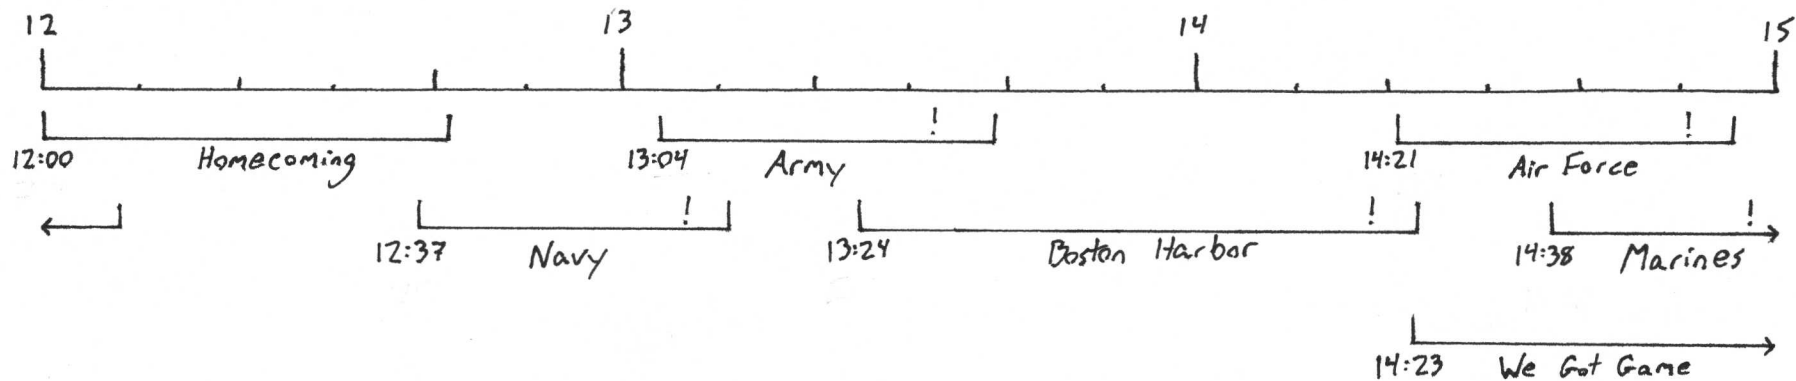 12 13 14 15
! !
12:00 Homecoming 13:04 Army 14:21 Air Force
! ! !
12:37 Navy 13:24 Boston Harbor 14:38 Marines
14:23 We Got Game